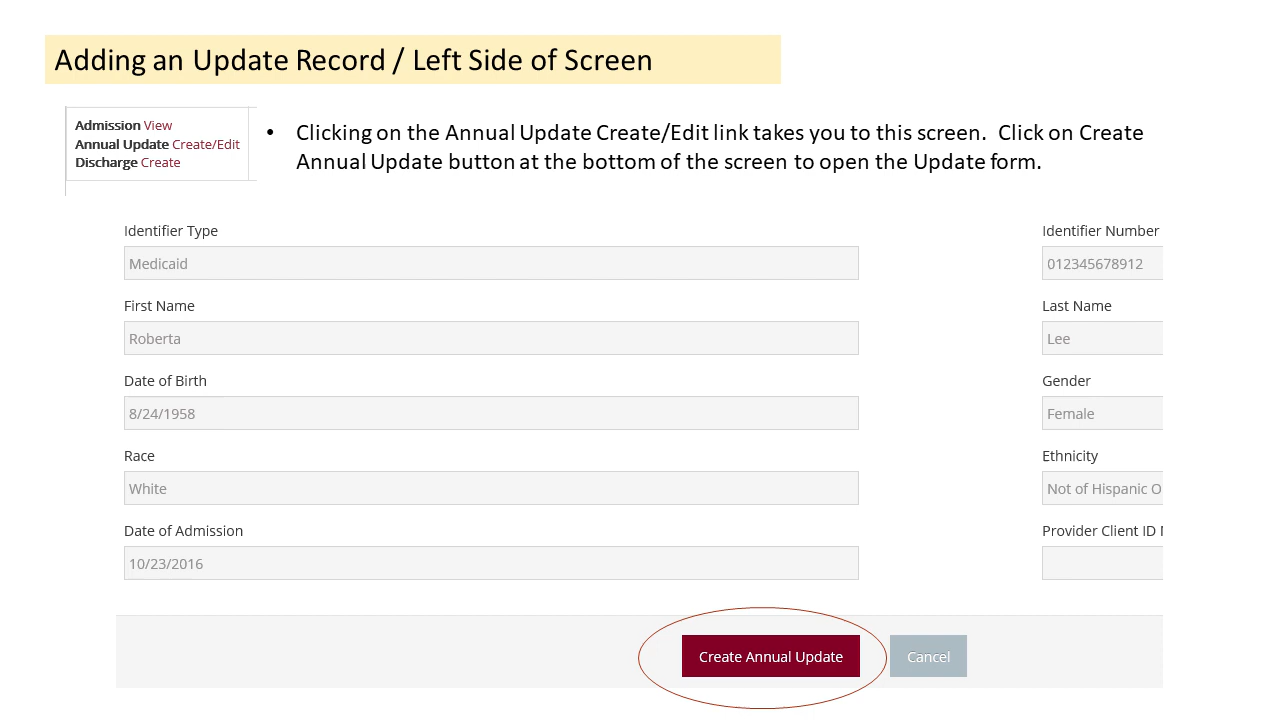 Adding an Update Record / Left Side of Screen
Admission View
Annual Update Create/Edit
Discharge Create
• Clicking on the Annual Update Create/Edit link takes you to this screen.  Click on Create
Annual Update button at the bottom of the screen to open the Update form.
Identifier Type
Identifier Number
Medicaid
012345678912
First Name
Last Name
Roberta
Lee
Date of Birth
Gender
8/24/1958
Female
Race
Ethnicity
White
Not of Hispanic O
Date of Admission
Provider Client ID
10/23/2016
Create Annual Update
Cancel